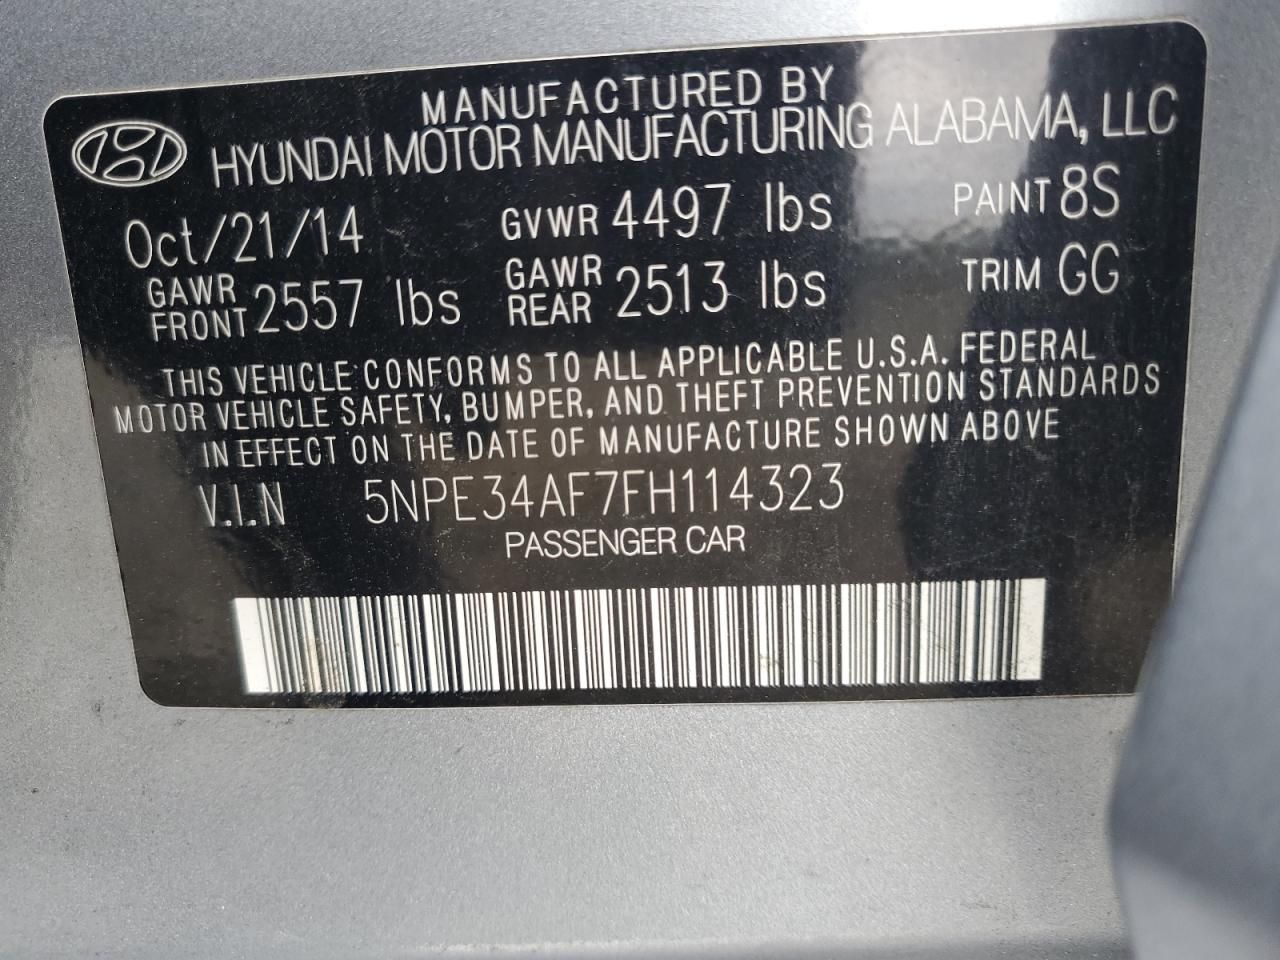 MANUFACTURED BY
HYUNDAI MOTOR MANUFACTURING ALABAMA, LLC
Oct/21/14 GVWR 4497 lbs PAINT 8S
GAWR FRONT 2557 lbs GAWR REAR 2513 lbs TRIM GG
THIS VEHICLE CONFORMS TO ALL APPLICABLE U.S.A. FEDERAL
MOTOR VEHICLE SAFETY, BUMPER, AND THEFT PREVENTION STANDARDS
IN EFFECT ON THE DATE OF MANUFACTURE SHOWN ABOVE
V.I.N 5NPE34AF7FH114323
PASSENGER CAR